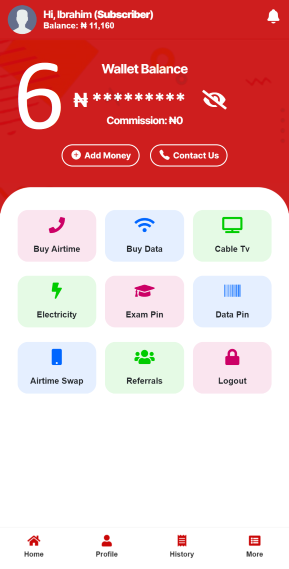 Hi, Ibrahim (Subscriber)
Balance: ₦ 11,160
6
Wallet Balance
₦ *********
Commission: ₦0
Add Money Contact Us
Buy Airtime Buy Data Cable Tv
Electricity Exam Pin Data Pin
Airtime Swap Referrals Logout
Home Profile History More